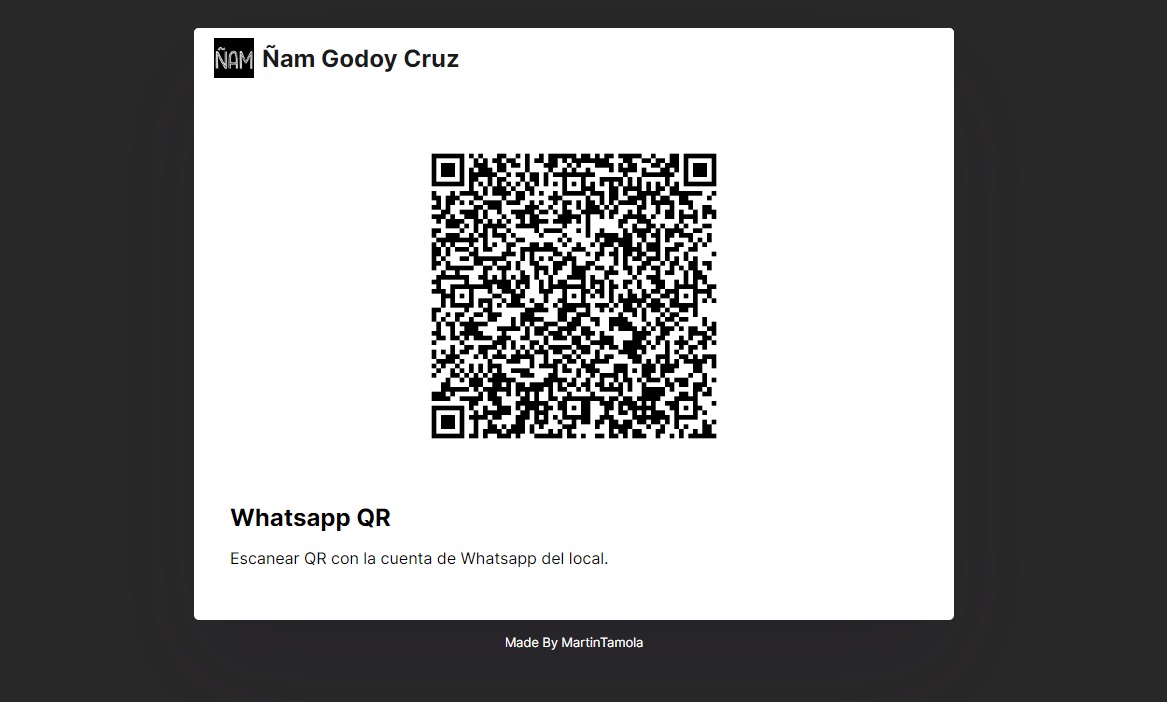 ÑAM
Ñam Godoy Cruz
Whatsapp QR
Escanear QR con la cuenta de Whatsapp del local.
Made By MartinTamola